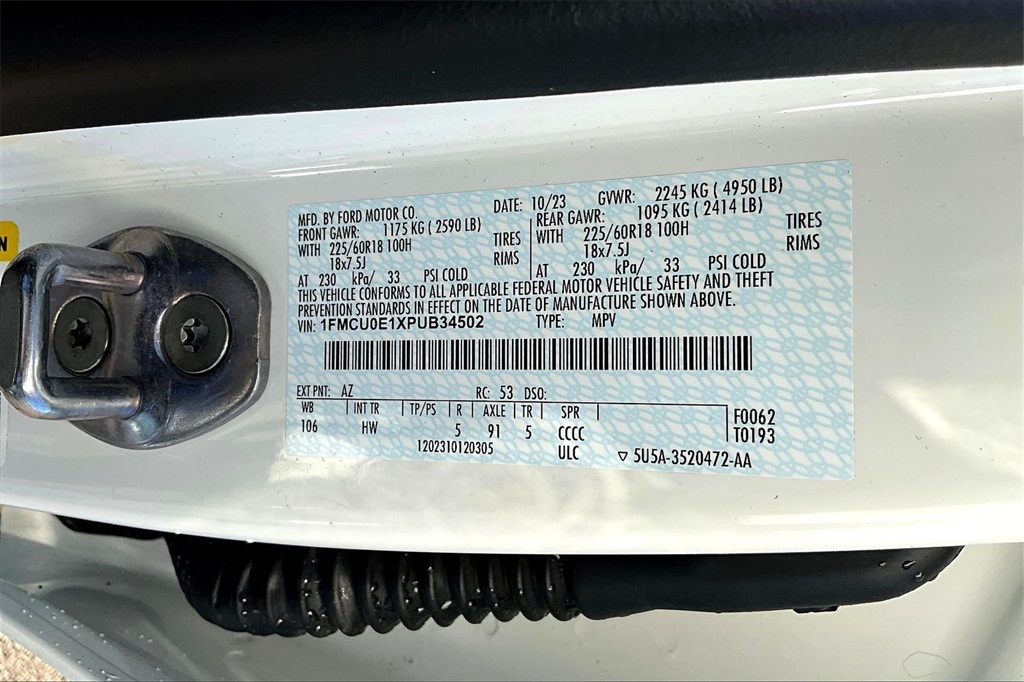 MFD. BY FORD MOTOR CO. DATE: 10/23 GVWR: 2245 KG ( 4950 LB)
FRONT GAWR: 1175 KG ( 2590 LB) REAR GAWR: 1095 KG ( 2414 LB)
WITH 225/60R18 100H TIRES WITH 225/60R18 100H TIRES
18x7.5J RIMS 18x7.5J RIMS
AT 230 kPa/ 33 PSI COLD AT 230 kPa/ 33 PSI COLD
THIS VEHICLE CONFORMS TO ALL APPLICABLE FEDERAL MOTOR VEHICLE SAFETY AND THEFT
PREVENTION STANDARDS IN EFFECT ON THE DATE OF MANUFACTURE SHOWN ABOVE.
VIN: 1FMCU0E1XPUB34502 TYPE: MPV
EXT PNT: AZ RC: 53 DSO:
WB INT TR TP/PS R AXLE TR SPR F0062
106 HW 5 91 5 CCCC T0193
1202310120305 ULC ▽ 5U5A-3520472-AA
N